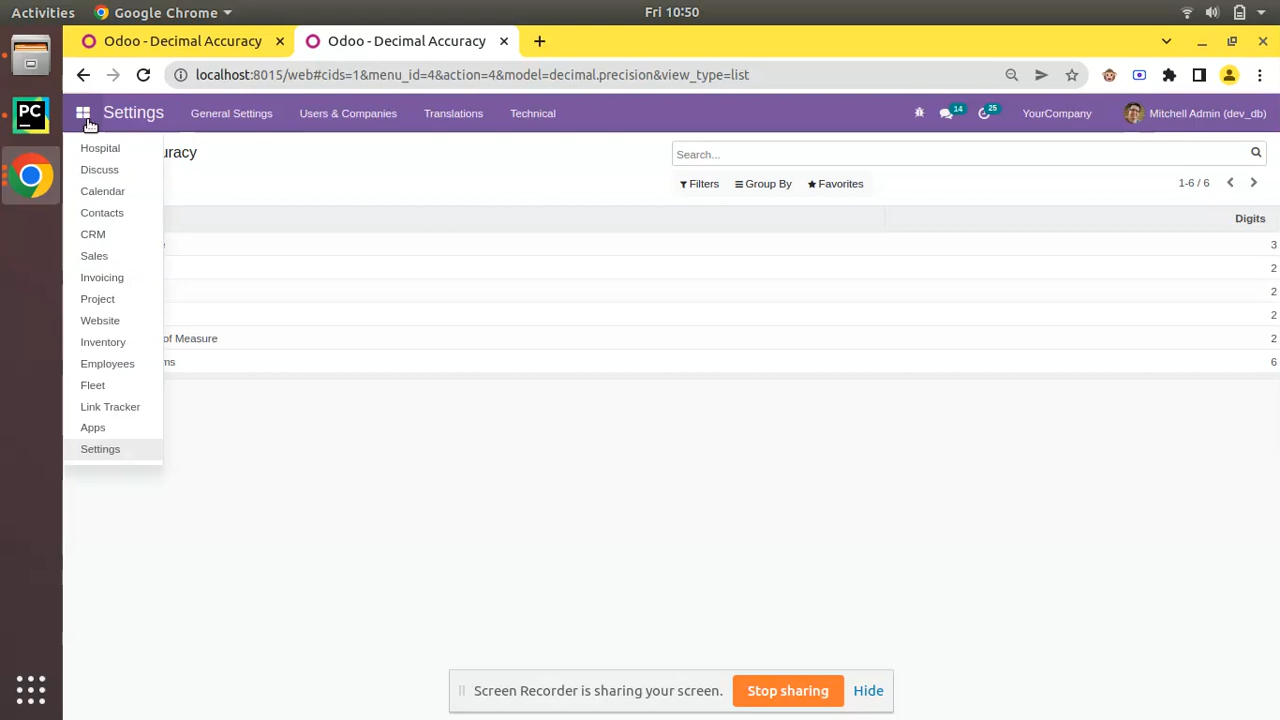 Activities Google Chrome Fri 10:50
Odoo - Decimal Accuracy Odoo - Decimal Accuracy
localhost:8015/web#cids=1&menu_id=4&action=4&model=decimal.precision&view_type=list
Settings General Settings Users & Companies Translations Technical 14 25 YourCompany Mitchell Admin (dev_db)
uracy
Search...
Filters Group By Favorites 1-6 / 6
Digits
e 3
2
2
2
of Measure 2
ms 6
Hospital
Discuss
Calendar
Contacts
CRM
Sales
Invoicing
Project
Website
Inventory
Employees
Fleet
Link Tracker
Apps
Settings
PC
Screen Recorder is sharing your screen. Stop sharing Hide